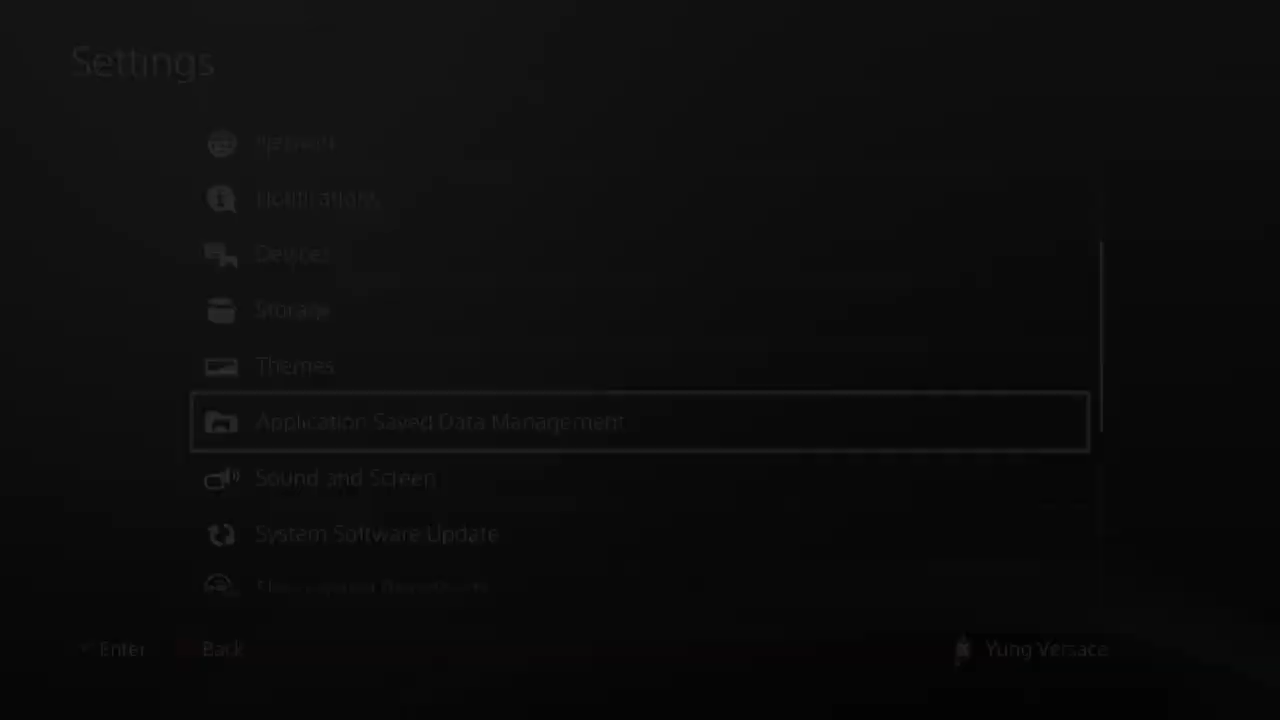 Settings
Network
Notifications
Devices
Storage
Themes
Application Saved Data Management
Sound and Screen
System Software Update
Enter
Back
Yung Versace